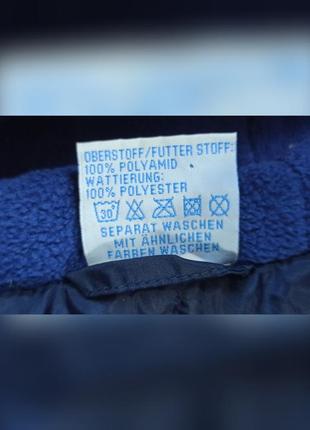 OBERSTOFF/FUTTER STOFF:
100% POLYAMID
WATTIERUNG:
100% POLYESTER
30°
SEPARAT WASCHEN
MIT ÄHNLICHEN
FARBEN WASCHEN